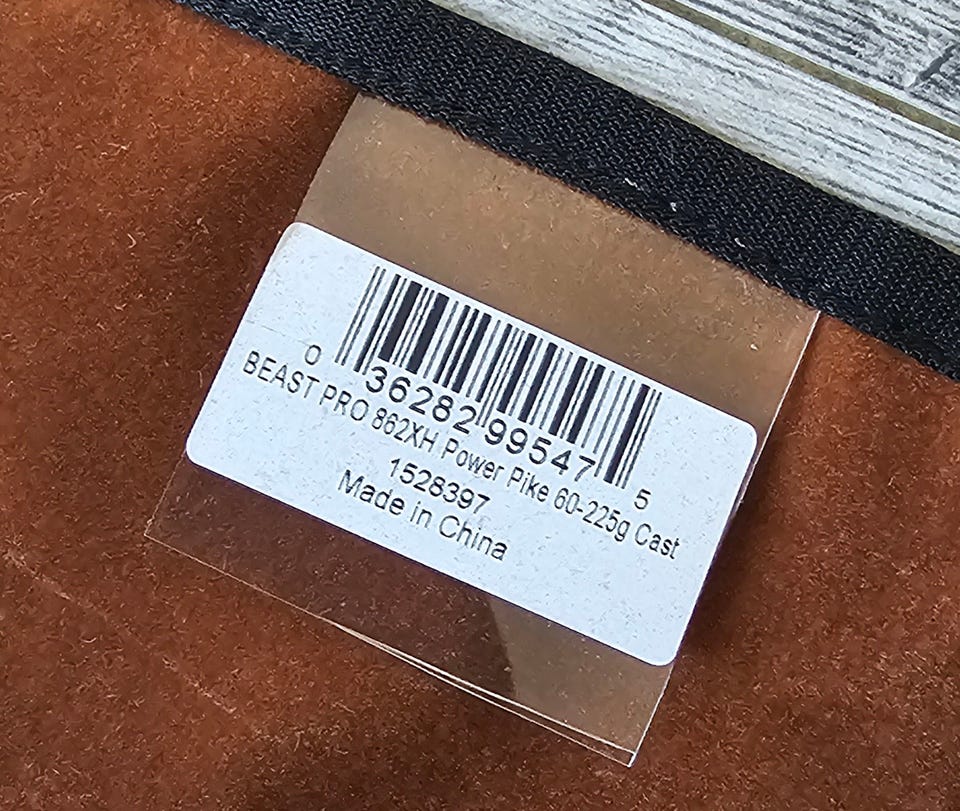 0 36282 99547 5
BEAST PRO 862XH Power Pike 60-225g Cast
1528397
Made in China